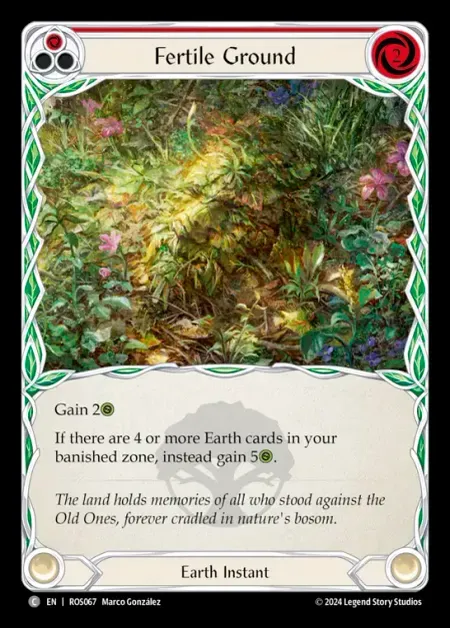 Fertile Ground
2
Gain 2
If there are 4 or more Earth cards in your
banished zone, instead gain 5.
The land holds memories of all who stood against the
Old Ones, forever cradled in nature's bosom.
Earth Instant
C EN | ROS067 Marco González © 2024 Legend Story Studios